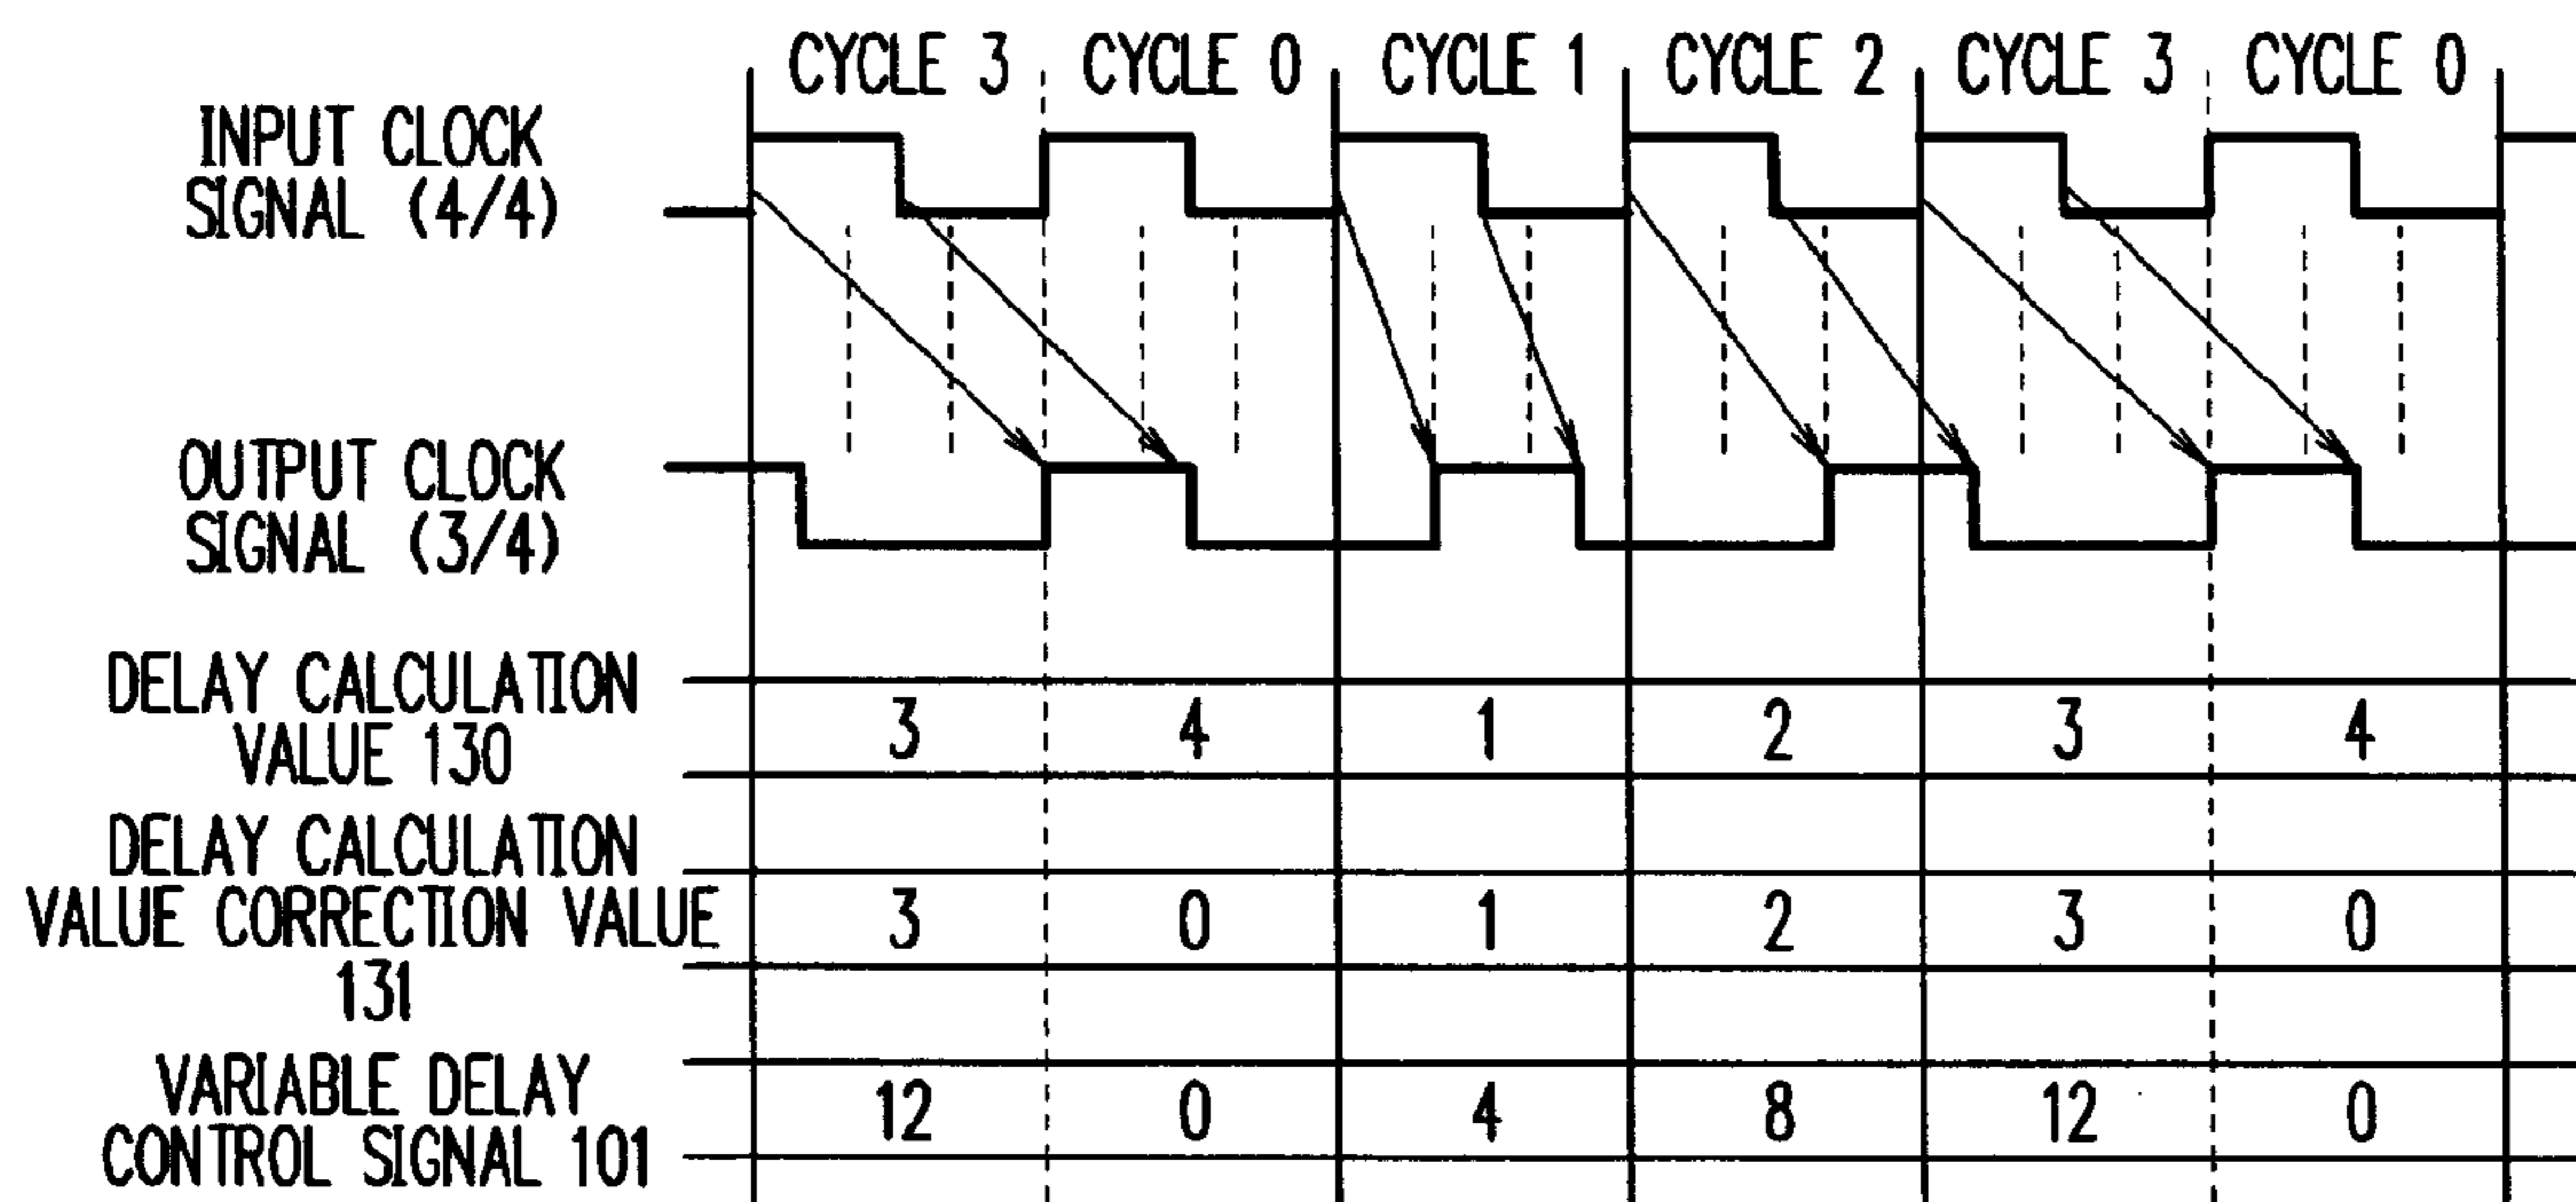 CYCLE 3 CYCLE 0 CYCLE 1 CYCLE 2 CYCLE 3 CYCLE 0
INPUT CLOCK
SIGNAL (4/4)
OUTPUT CLOCK
SIGNAL (3/4)
DELAY CALCULATION
VALUE 130
3 4 1 2 3 4
DELAY CALCULATION
VALUE CORRECTION VALUE
131
3 0 1 2 3 0
VARIABLE DELAY
CONTROL SIGNAL 101
12 0 4 8 12 0